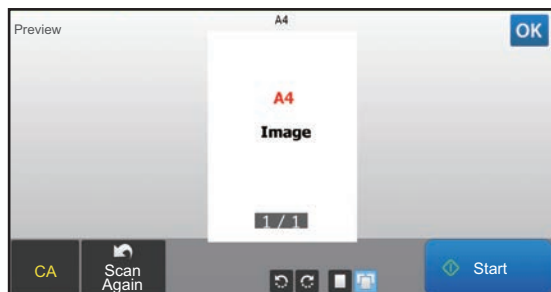 Preview
A4
OK
A4
Image
1 / 1
CA
Scan
Again
Start